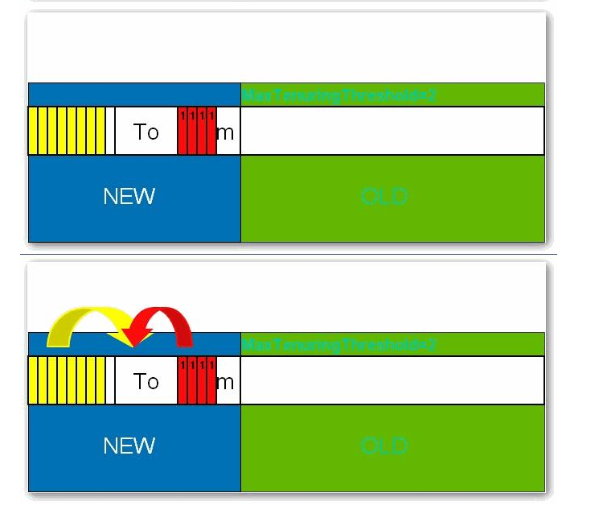 MaxTenuringThreshold=2
1 1 1 1
To m
NEW OLD
MaxTenuringThreshold=2
1 1 1 1
To m
NEW OLD